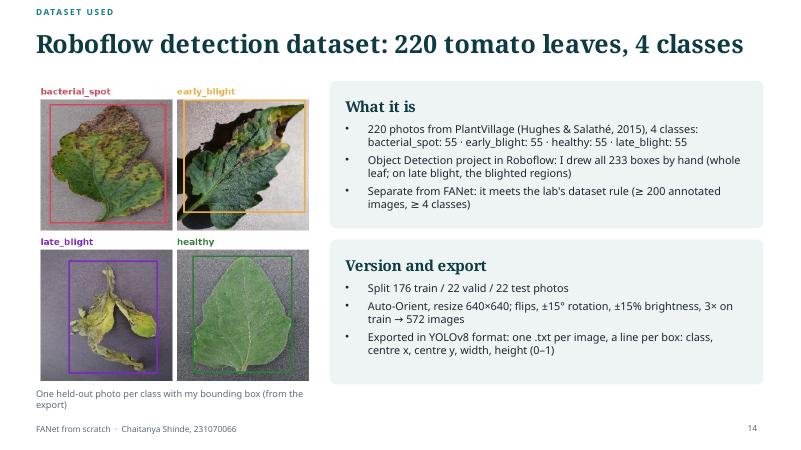 DATASET USED
Roboflow detection dataset: 220 tomato leaves, 4 classes
bacterial_spot
early_blight
late_blight
healthy
One held-out photo per class with my bounding box (from the
export)
What it is
• 220 photos from PlantVillage (Hughes & Salathé, 2015), 4 classes:
bacterial_spot: 55 · early_blight: 55 · healthy: 55 · late_blight: 55
• Object Detection project in Roboflow: I drew all 233 boxes by hand (whole
leaf; on late blight, the blighted regions)
• Separate from FANet: it meets the lab's dataset rule (≥ 200 annotated
images, ≥ 4 classes)
Version and export
• Split 176 train / 22 valid / 22 test photos
• Auto-Orient, resize 640×640; flips, ±15° rotation, ±15% brightness, 3× on
train → 572 images
• Exported in YOLOv8 format: one .txt per image, a line per box: class,
centre x, centre y, width, height (0–1)
FANet from scratch · Chaitanya Shinde, 231070066
14